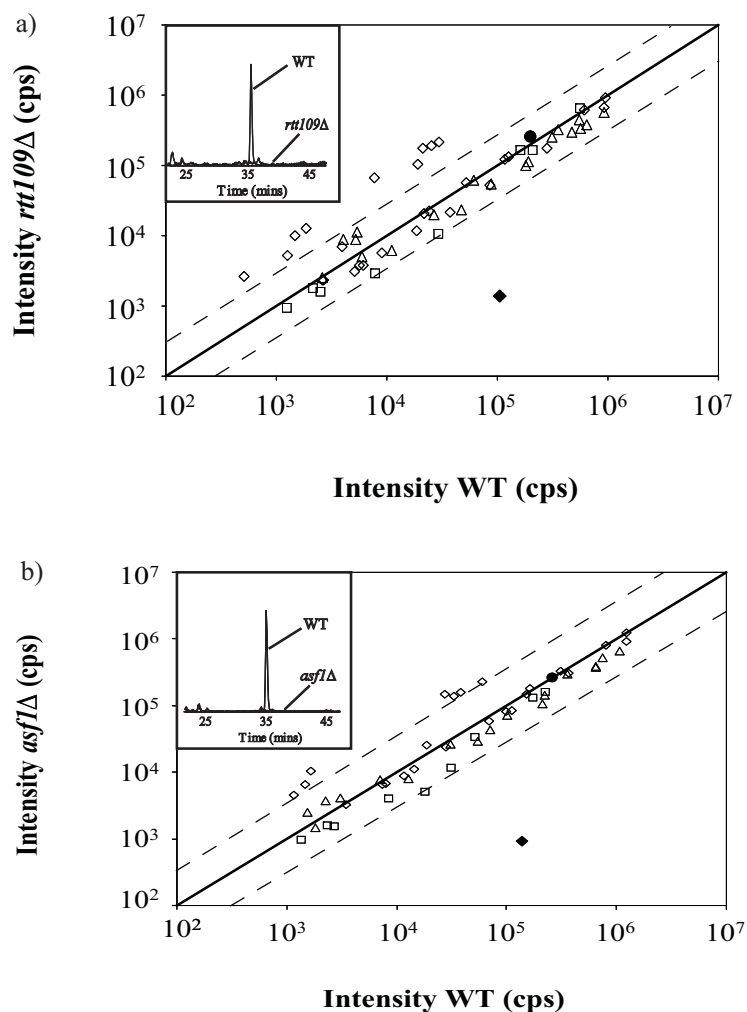 a)
Intensity rtt109Δ (cps)
10⁷
10⁶
10⁵
10⁴
10³
10²
WT
rtt109Δ
25 35 45
Time (mins)
10² 10³ 10⁴ 10⁵ 10⁶ 10⁷
Intensity WT (cps)
b)
Intensity asf1Δ (cps)
10⁷
10⁶
10⁵
10⁴
10³
10²
WT
asf1Δ
25 35 45
Time (mins)
10² 10³ 10⁴ 10⁵ 10⁶ 10⁷
Intensity WT (cps)